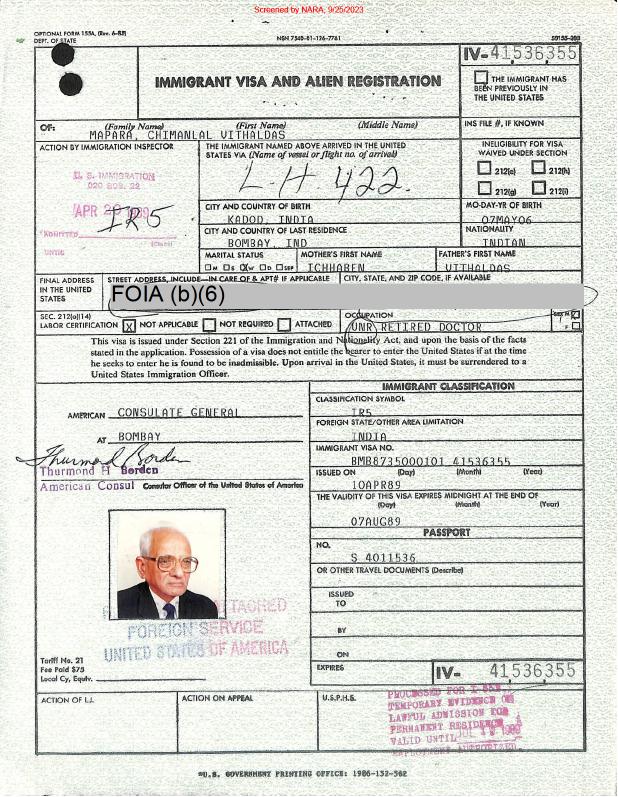 Screened by NARA, 9/25/2023
OPTIONAL FORM 155A, (Rev. 6-83)
DEPT. OF STATE
NSN 7540-01-126-7761
IV-41536355
IMMIGRANT VISA AND ALIEN REGISTRATION
THE IMMIGRANT HAS
BEEN PREVIOUSLY IN
THE UNITED STATES
OF: (Family Name) (First Name) (Middle Name)
MAPARA, CHIMANLAL VITHALDAS
INS FILE #, IF KNOWN
ACTION BY IMMIGRATION INSPECTOR
U. S. IMMIGRATION
APR
IR5
ADMITTED
(Class)
UNTIL
THE IMMIGRANT NAMED ABOVE ARRIVED IN THE UNITED
STATES VIA (Name of vessel or flight no. of arrival)
L-H-422.
INELIGIBILITY FOR VISA
WAIVED UNDER SECTION
212(e) 212(h)
212(g) 212(i)
CITY AND COUNTRY OF BIRTH
KADOD, INDIA
MO-DAY-YR OF BIRTH
07MAY06
CITY AND COUNTRY OF LAST RESIDENCE
BOMBAY, IND
NATIONALITY
INDIAN
MARITAL STATUS
M S X W D SEP
MOTHER'S FIRST NAME
ICHHABEN
FATHER'S FIRST NAME
VITHALDAS
FINAL ADDRESS
IN THE UNITED
STATES
STREET ADDRESS, INCLUDE—IN CARE OF & APT# IF APPLICABLE
CITY, STATE, AND ZIP CODE, IF AVAILABLE
FOIA (b)(6)
SEC. 212(a)(14)
LABOR CERTIFICATION
X NOT APPLICABLE NOT REQUIRED ATTACHED
OCCUPATION
UNR RETIRED DOCTOR
F
This visa is issued under Section 221 of the Immigration and Nationality Act, and upon the basis of the facts
stated in the application. Possession of a visa does not entitle the bearer to enter the United States if at the time
he seeks to enter he is found to be inadmissible. Upon arrival in the United States, it must be surrendered to a
United States Immigration Officer.
AMERICAN CONSULATE GENERAL
AT BOMBAY
Thurmond Borden
Thurmond H Borden
American Consul Consular Officer of the United States of America
IMMIGRANT CLASSIFICATION
CLASSIFICATION SYMBOL
IR5
FOREIGN STATE/OTHER AREA LIMITATION
INDIA
IMMIGRANT VISA NO.
BMB8735000101 41536355
ISSUED ON (Day) (Month) (Year)
10APR89
THE VALIDITY OF THIS VISA EXPIRES MIDNIGHT AT THE END OF
(Day) (Month) (Year)
07AUG89
PASSPORT
NO.
S 4011536
OR OTHER TRAVEL DOCUMENTS (Describe)
ISSUED
TO
BY
ON
EXPIRES
IV- 41536355
FOREIGN SERVICE
UNITED STATES OF AMERICA
Tariff No. 21
Fee Paid $75
Local Cy. Equiv.
ACTION OF I.J.
ACTION ON APPEAL
U.S.P.H.S.
PROCESSED FOR I-551
TEMPORARY EVIDENCE OF
LAWFUL ADMISSION FOR
PERMANENT RESIDENCE
VALID UNTIL
EMPLOYMENT AUTHORIZED.
*U.S. GOVERNMENT PRINTING OFFICE: 1986-152-562